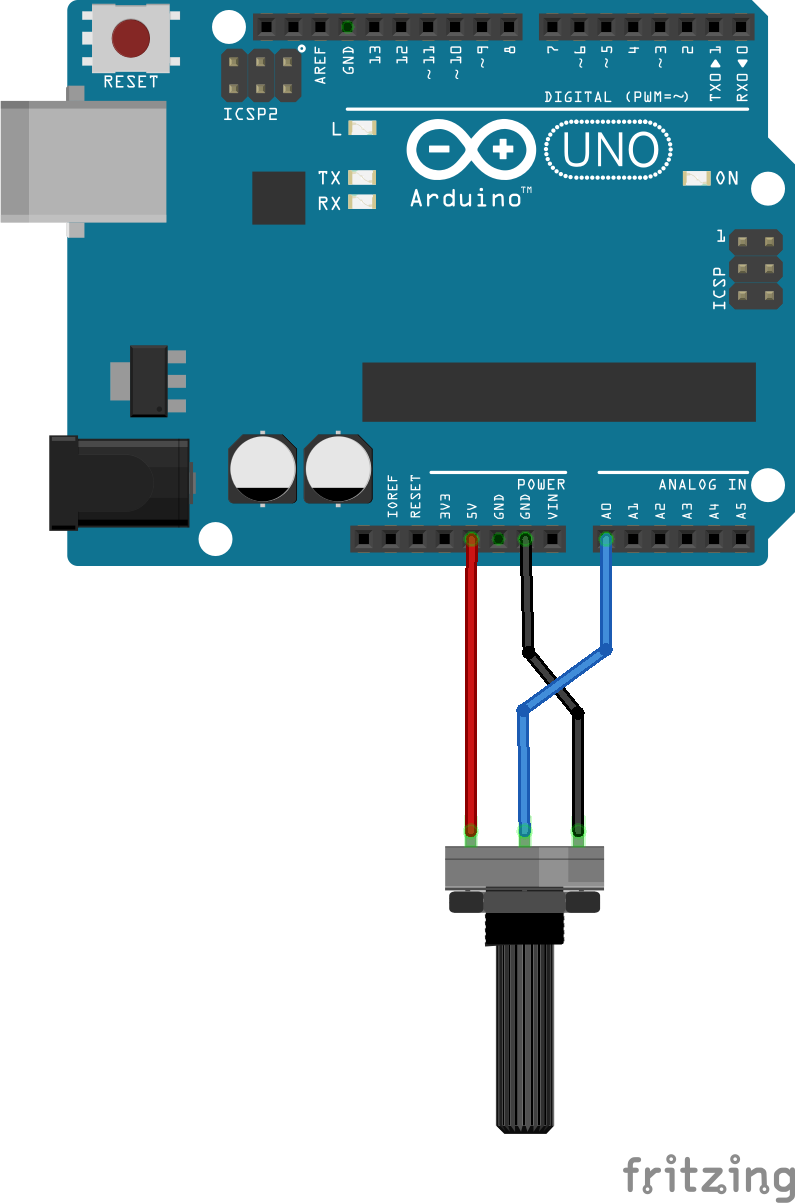 RESET
ICSP2
AREF
GND
13
12
~11
~10
~9
8
7
~6
~5
4
~3
2
TX0▶1
RX0◀0
DIGITAL (PWM=~)
L
TX
RX
Arduino™
UNO
ON
1
ICSP
IOREF
RESET
3V3
5V
GND
GND
VIN
POWER
A0
A1
A2
A3
A4
A5
ANALOG IN
fritzing